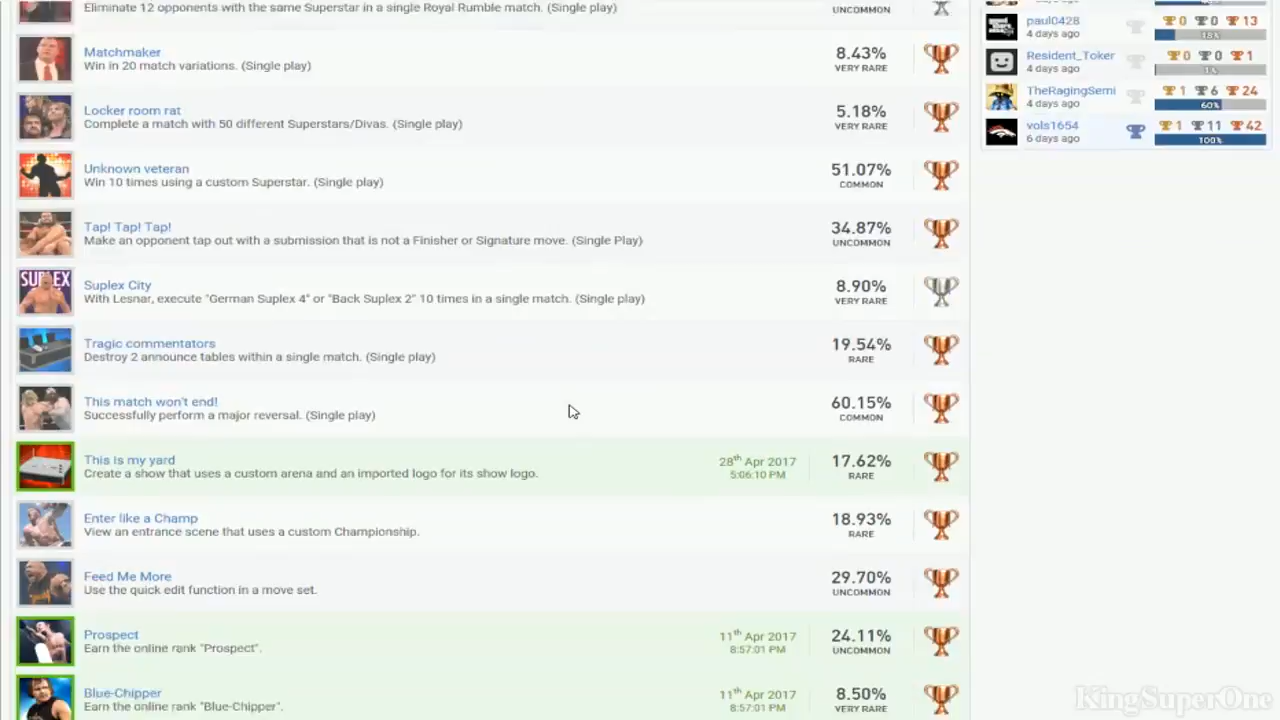 Eliminate 12 opponents with the same Superstar in a single Royal Rumble match. (Single play)
UNCOMMON
Matchmaker
Win in 20 match variations. (Single play)
8.43%
VERY RARE
Locker room rat
Complete a match with 50 different Superstars/Divas. (Single play)
5.18%
VERY RARE
Unknown veteran
Win 10 times using a custom Superstar. (Single play)
51.07%
COMMON
Tap! Tap! Tap!
Make an opponent tap out with a submission that is not a Finisher or Signature move. (Single Play)
34.87%
UNCOMMON
SUPLEX
Suplex City
With Lesnar, execute "German Suplex 4" or "Back Suplex 2" 10 times in a single match. (Single play)
8.90%
VERY RARE
Tragic commentators
Destroy 2 announce tables within a single match. (Single play)
19.54%
RARE
This match won't end!
Successfully perform a major reversal. (Single play)
60.15%
COMMON
This Is my yard
Create a show that uses a custom arena and an imported logo for its show logo.
28th Apr 2017
5:06:10 PM
17.62%
RARE
Enter like a Champ
View an entrance scene that uses a custom Championship.
18.93%
RARE
Feed Me More
Use the quick edit function in a move set.
29.70%
UNCOMMON
Prospect
Earn the online rank "Prospect".
11th Apr 2017
8:57:01 PM
24.11%
UNCOMMON
Blue-Chipper
Earn the online rank "Blue-Chipper".
11th Apr 2017
8:57:01 PM
8.50%
VERY RARE
4 days ago
paul0428
4 days ago
0 0 13
18%
Resident_Toker
4 days ago
0 0 1
1%
TheRagingSemi
4 days ago
1 6 24
60%
vols1654
6 days ago
1 11 42
100%
KingSuperOne